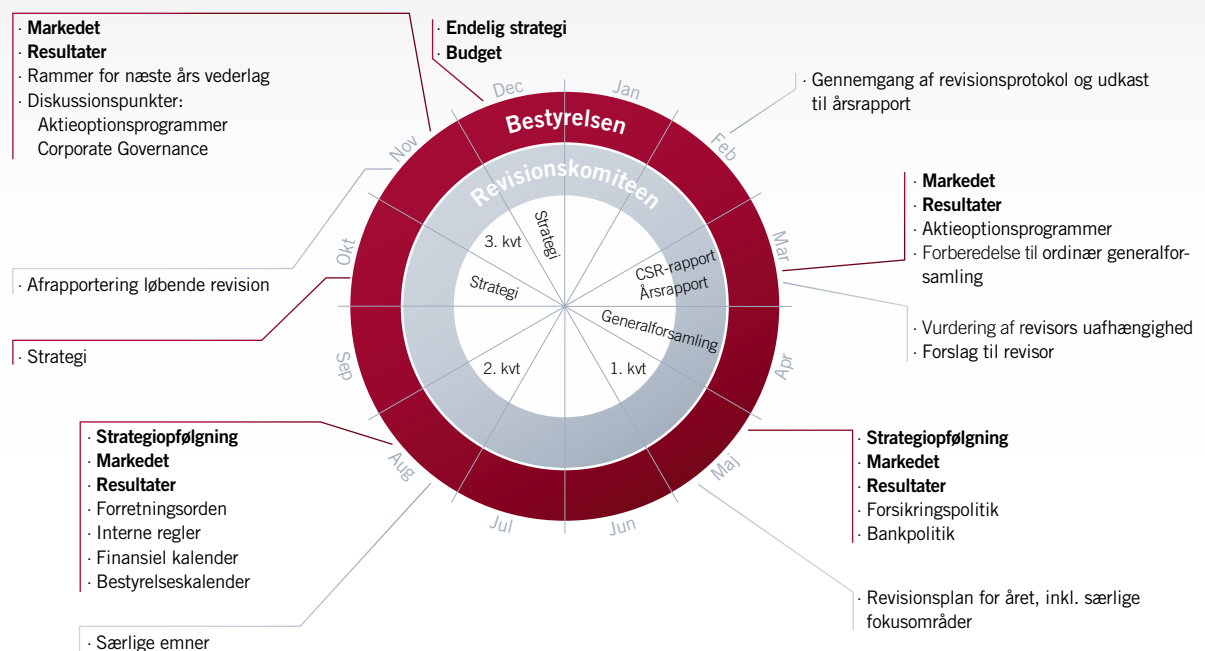 · Markedet
· Resultater
· Rammer for næste års vederlag
· Diskussionspunkter:
Aktieoptionsprogrammer
Corporate Governance
· Endelig strategi
· Budget
· Gennemgang af revisionsprotokol og udkast
til årsrapport
· Markedet
· Resultater
· Aktieoptionsprogrammer
· Forberedelse til ordinær generalfor-
samling
· Vurdering af revisors uafhængighed
· Forslag til revisor
· Strategiopfølgning
· Markedet
· Resultater
· Forsikringspolitik
· Bankpolitik
· Revisionsplan for året, inkl. særlige
fokusområder
· Afrapportering løbende revision
· Strategi
· Strategiopfølgning
· Markedet
· Resultater
· Forretningsorden
· Interne regler
· Finansiel kalender
· Bestyrelseskalender
· Særlige emner
Jan
Feb
Mar
Apr
Maj
Jun
Jul
Aug
Sep
Okt
Nov
Dec
Bestyrelsen
Revisionskomiteen
CSR-rapport
Årsrapport
Generalforsamling
1. kvt
2. kvt
Strategi
3. kvt
Strategi